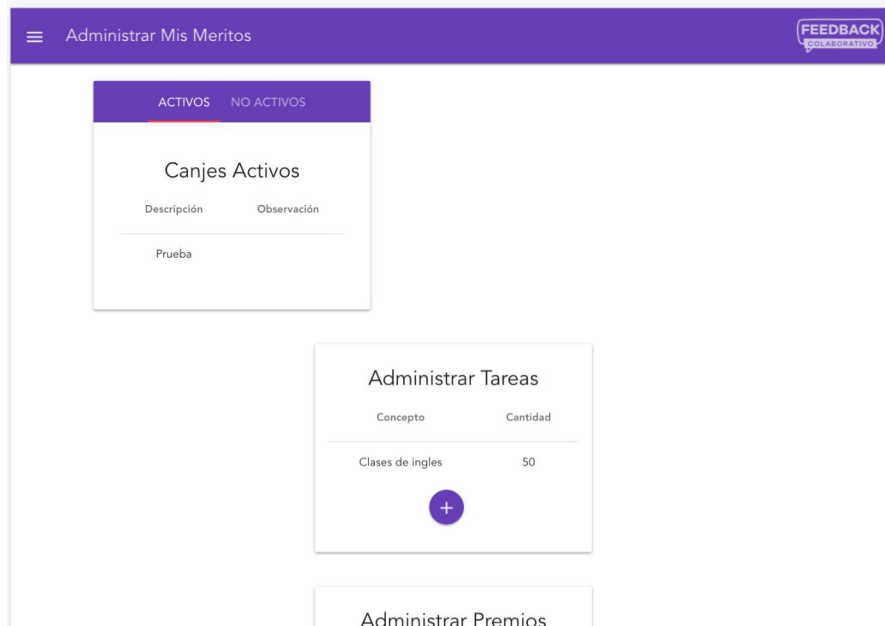 Administrar Mis Meritos
FEEDBACK
COLABORATIVO
ACTIVOS NO ACTIVOS
Canjes Activos
Descripción Observación
Prueba
Administrar Tareas
Concepto Cantidad
Clases de ingles 50
+
Administrar Premios